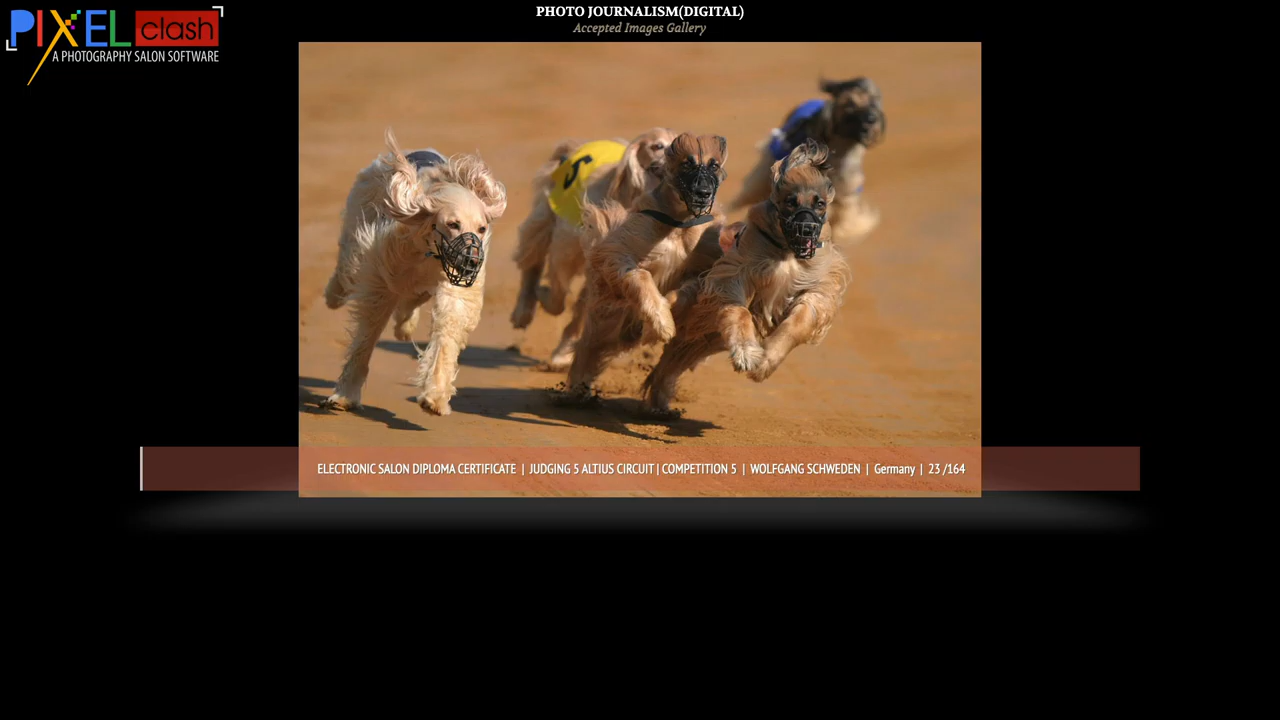 PHOTO JOURNALISM(DIGITAL)
Accepted Images Gallery
PIXEL clash
A PHOTOGRAPHY SALON SOFTWARE
5
ELECTRONIC SALON DIPLOMA CERTIFICATE | JUDGING 5 ALTIUS CIRCUIT | COMPETITION 5 | WOLFGANG SCHWEDEN | Germany | 23 /164